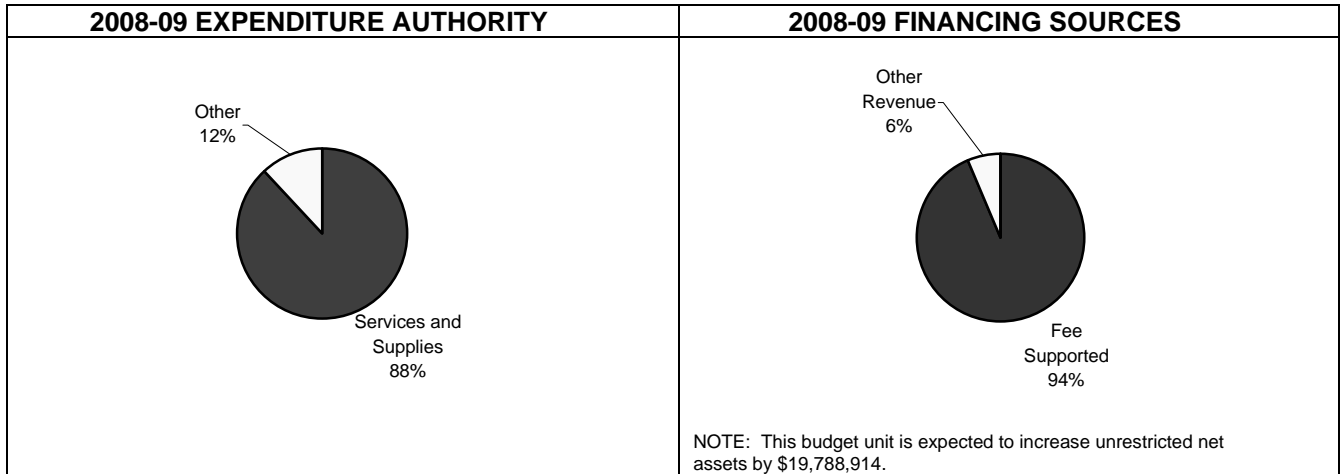 2008-09 EXPENDITURE AUTHORITY
Other
12%
Services and
Supplies
88%
2008-09 FINANCING SOURCES
Other
Revenue
6%
Fee
Supported
94%
NOTE: This budget unit is expected to increase unrestricted net
assets by $19,788,914.